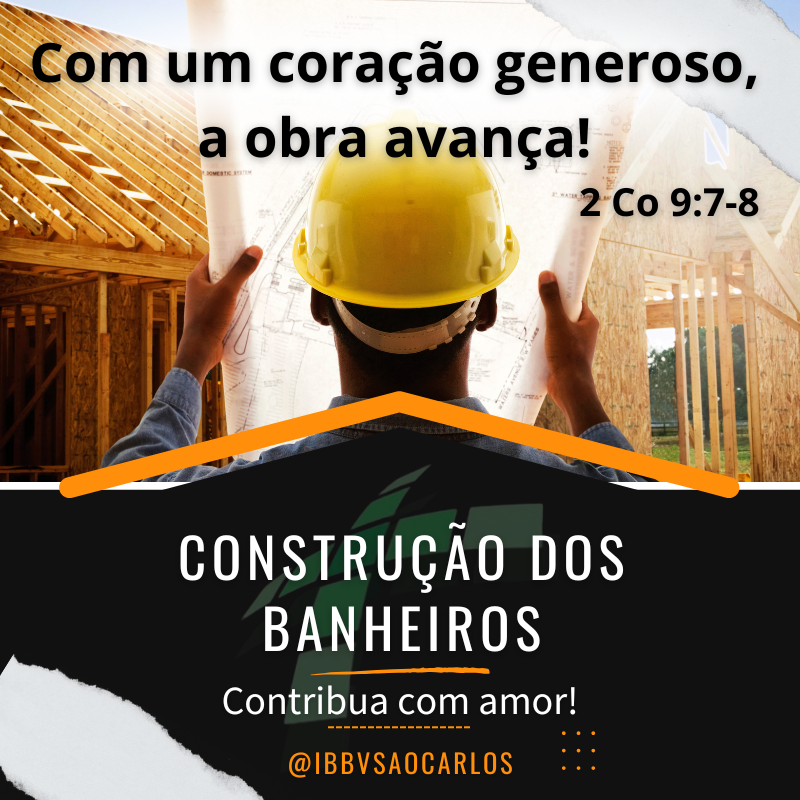 Com um coração generoso,
a obra avança!
2 Co 9:7-8
CONSTRUÇÃO DOS
BANHEIROS
Contribua com amor!
@IBBVSAOCARLOS